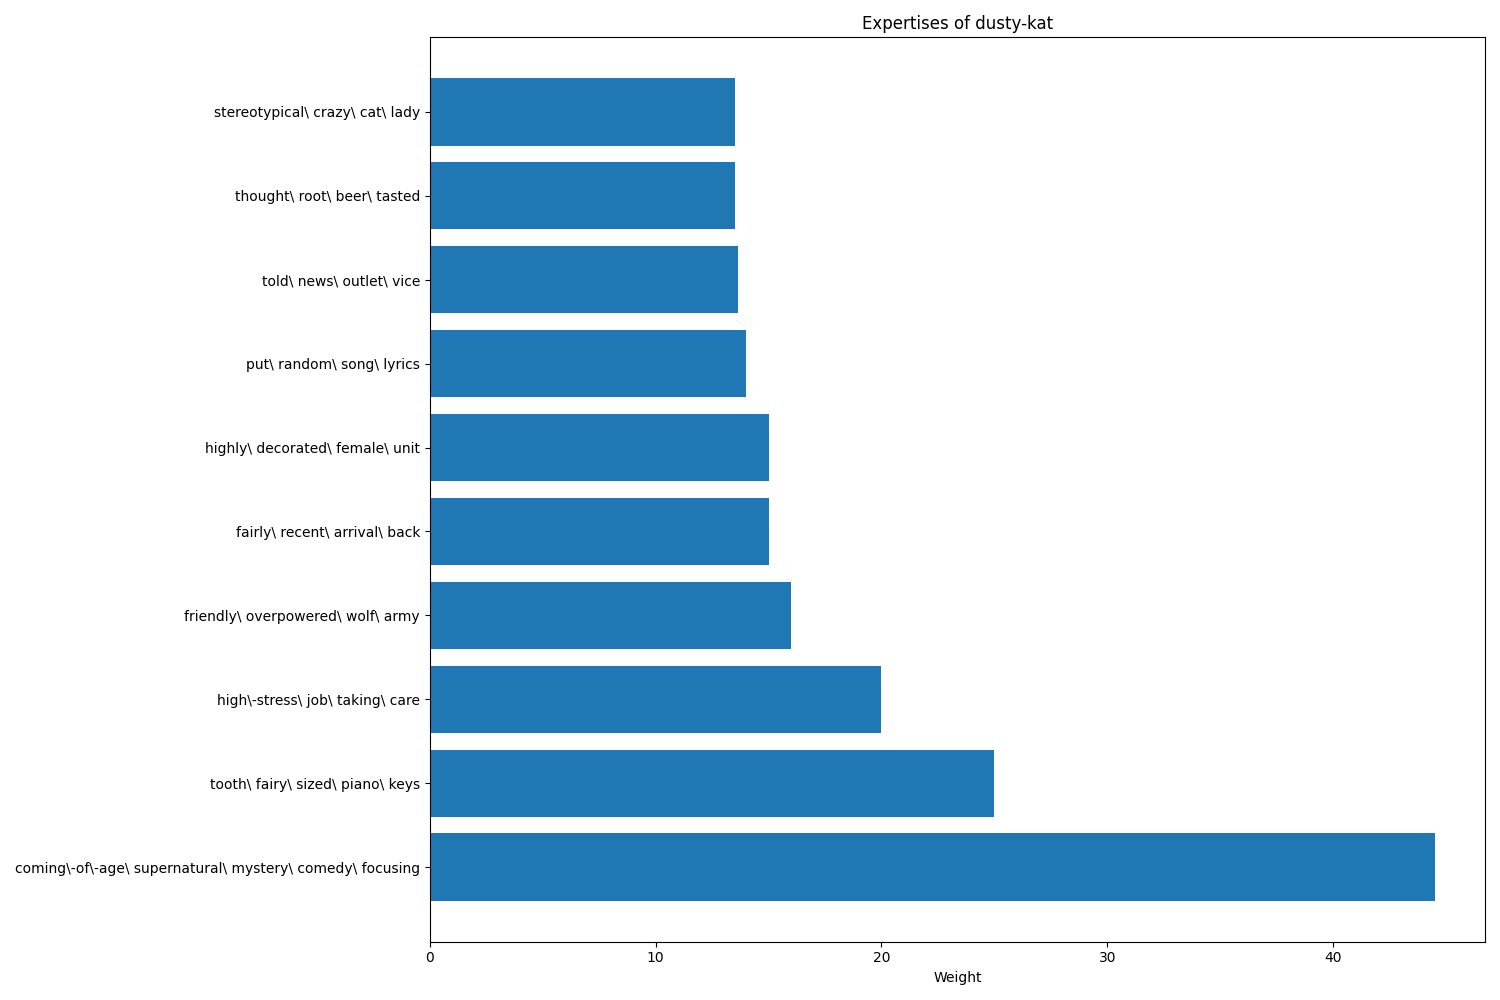 Expertises of dusty-kat
stereotypical\ crazy\ cat\ lady
thought\ root\ beer\ tasted
told\ news\ outlet\ vice
put\ random\ song\ lyrics
highly\ decorated\ female\ unit
fairly\ recent\ arrival\ back
friendly\ overpowered\ wolf\ army
high\-stress\ job\ taking\ care
tooth\ fairy\ sized\ piano\ keys
coming\-of\-age\ supernatural\ mystery\ comedy\ focusing
0 10 20 30 40
Weight